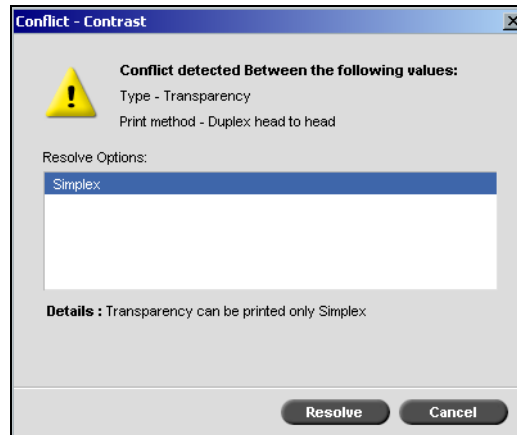 Conflict - Contrast
Conflict detected Between the following values:
Type - Transparency
Print method - Duplex head to head
Resolve Options:
Simplex
Details : Transparency can be printed only Simplex
Resolve Cancel